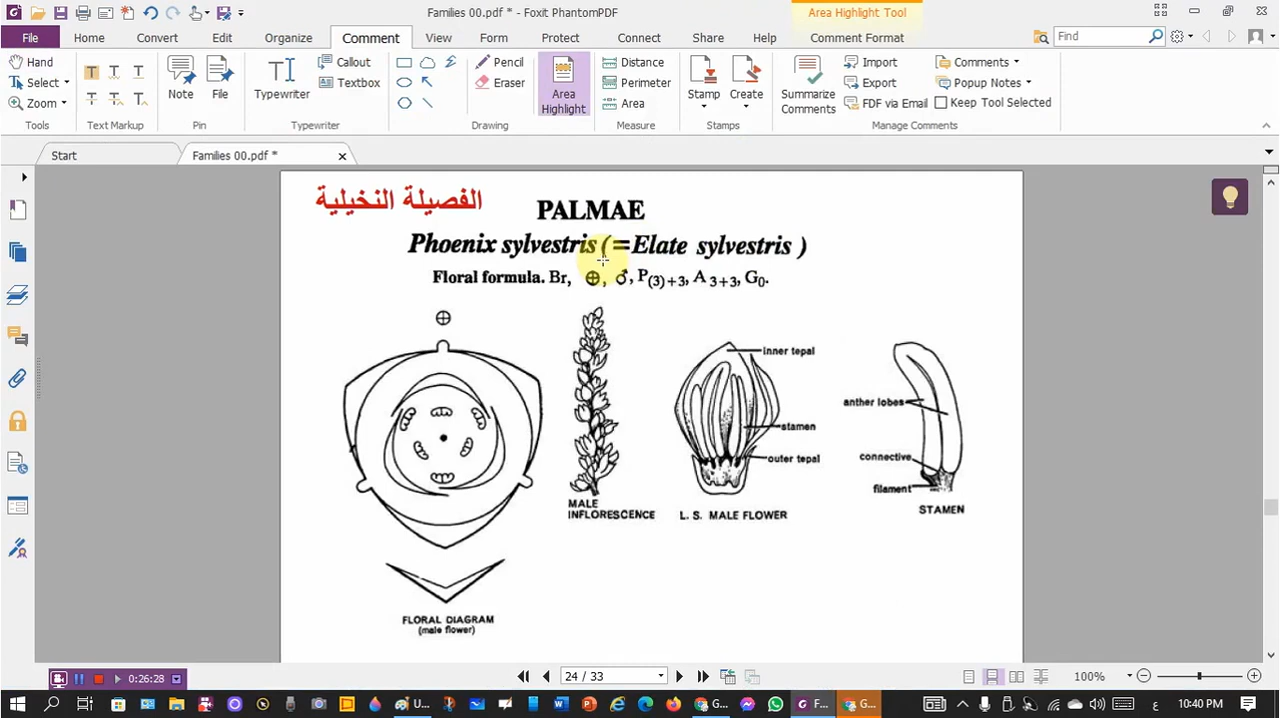 Families 00.pdf * - Foxit PhantomPDF
Area Highlight Tool
File Home Convert Edit Organize Comment View Form Protect Connect Share Help Comment Format Find
Hand
Select
Zoom
Tools
Text Markup
Note
File
Pin
Typewriter
Callout
Textbox
Typewriter
Pencil
Eraser
Drawing
Area
Highlight
Distance
Perimeter
Area
Measure
Stamp
Create
Stamps
Summarize
Comments
Import
Export
FDF via Email
Comments
Popup Notes
Keep Tool Selected
Manage Comments
Start
Families 00.pdf *
الفصيلة النخيلية
PALMAE
Phoenix sylvestris (=Elate sylvestris )
Floral formula. Br, ⊕, ♂, P(3)+3, A 3+3, G0.
inner tepal
stamen
outer tepal
anther lobes
connective
filament
MALE
INFLORESCENCE
L. S. MALE FLOWER
STAMEN
FLORAL DIAGRAM
(male flower)
0:26:28
24 / 33
100%
U...
G...
F...
G...
ع
10:40 PM